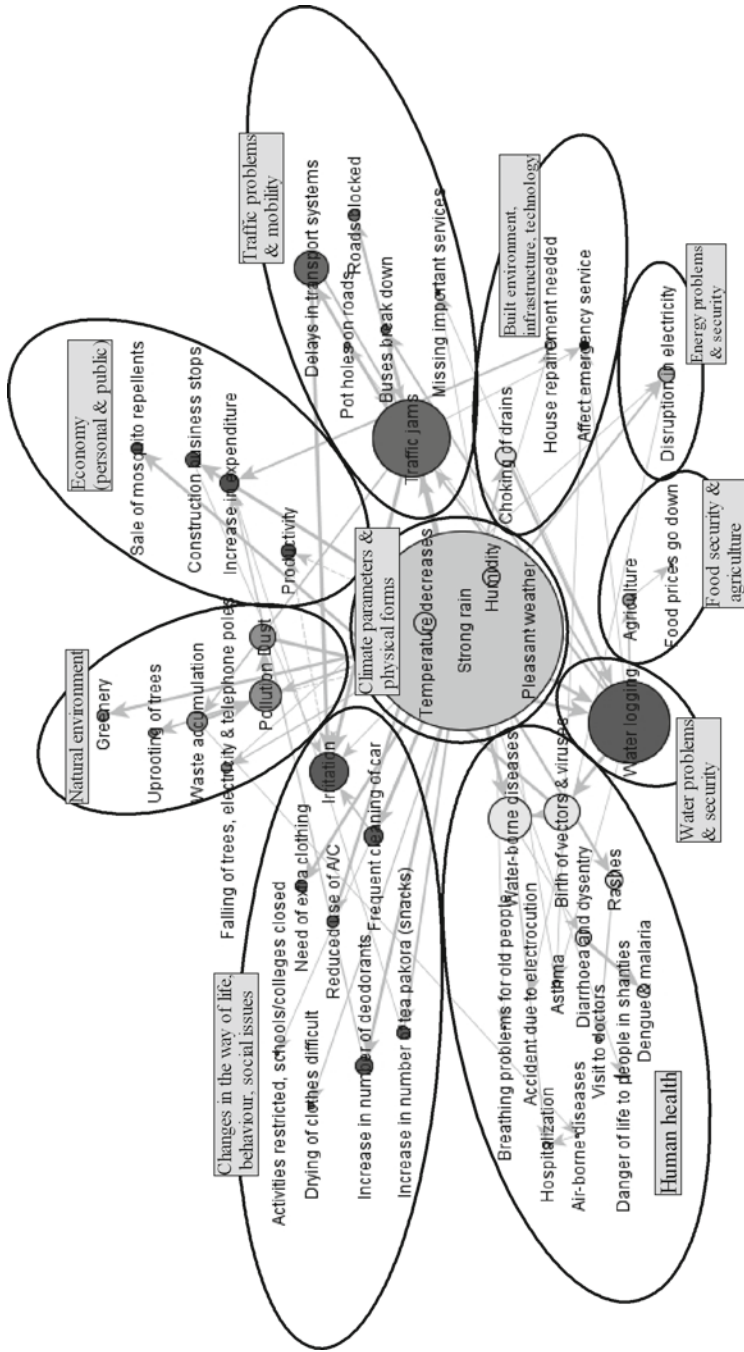 Natural environment
Greenery
Uprooting of trees
Waste accumulation
Falling of trees, electricity & telephone poles
Pollution
Dust
Economy
(personal & public)
Sale of mosquito repellents
Construction business stops
Increase in expenditure
Productivity
Traffic problems
& mobility
Delays in transport systems
Roads blocked
Pot holes on roads
Buses break down
Missing important services
Traffic jams
Built environment,
infrastructure, technology
House repairement needed
Affect emergency service
Choking of drains
Energy problems
& security
Disruption in electricity
Food security &
agriculture
Agriculture
Food prices go down
Water problems
& security
Water logging
Climate parameters &
physical forms
Temperature decreases
Strong rain
Humidity
Pleasant weather
Changes in the way of life,
behaviour, social issues
Activities restricted, schools/colleges closed
Drying of clothes difficult
Need of extra clothing
Reduced use of A/C
Irritation
Frequent cleaning of car
Increase in number of deodorants
Increase in number of tea pakora (snacks)
Human health
Water-borne diseases
Breathing problems for old people
Accident due to electrocution
Birth of vectors & viruses
Hospitalization
Asthma
Air-borne diseases
Diarrhoea and dysentry
Visit to doctors
Rashes
Danger of life to people in shanties
Dengue & malaria